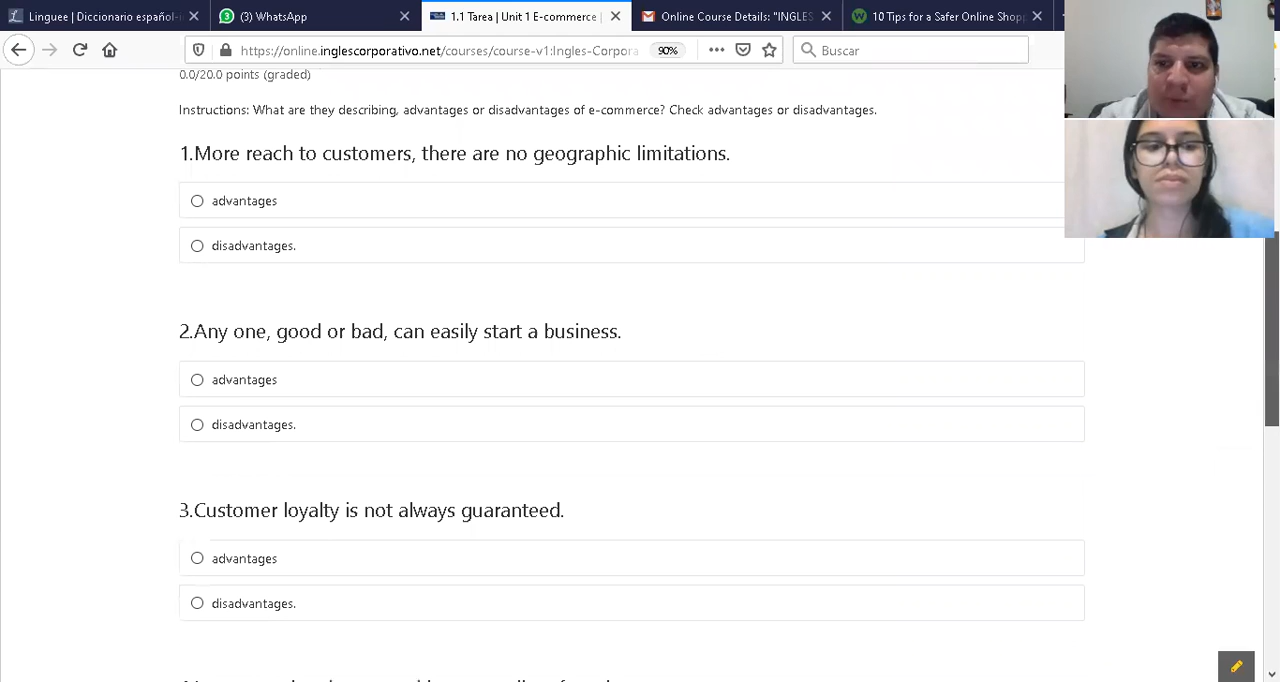 Linguee | Diccionario español-i
(3) WhatsApp
1.1 Tarea | Unit 1 E-commerce |
Online Course Details: "INGLES
10 Tips for a Safer Online Shopp
https://online.inglescorporativo.net/courses/course-v1:Ingles-Corpora
90%
Buscar
0.0/20.0 points (graded)
Instructions: What are they describing, advantages or disadvantages of e-commerce? Check advantages or disadvantages.
1.More reach to customers, there are no geographic limitations.
advantages
disadvantages.
2.Any one, good or bad, can easily start a business.
advantages
disadvantages.
3.Customer loyalty is not always guaranteed.
advantages
disadvantages.